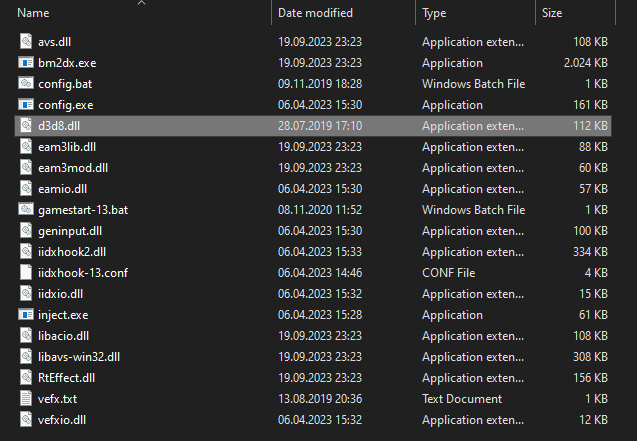 Name Date modified Type Size
avs.dll 19.09.2023 23:23 Application exten... 108 KB
bm2dx.exe 19.09.2023 23:23 Application 2.024 KB
config.bat 09.11.2019 18:28 Windows Batch File 1 KB
config.exe 06.04.2023 15:30 Application 161 KB
d3d8.dll 28.07.2019 17:10 Application exten... 112 KB
eam3lib.dll 19.09.2023 23:23 Application exten... 88 KB
eam3mod.dll 19.09.2023 23:23 Application exten... 60 KB
eamio.dll 06.04.2023 15:30 Application exten... 57 KB
gamestart-13.bat 08.11.2020 11:52 Windows Batch File 1 KB
geninput.dll 06.04.2023 15:30 Application exten... 100 KB
iidxhook2.dll 06.04.2023 15:33 Application exten... 334 KB
iidxhook-13.conf 06.04.2023 14:46 CONF File 4 KB
iidxio.dll 06.04.2023 15:32 Application exten... 15 KB
inject.exe 06.04.2023 15:28 Application 61 KB
libacio.dll 19.09.2023 23:23 Application exten... 108 KB
libavs-win32.dll 19.09.2023 23:23 Application exten... 308 KB
RtEffect.dll 19.09.2023 23:23 Application exten... 156 KB
vefx.txt 13.08.2019 20:36 Text Document 1 KB
vefxio.dll 06.04.2023 15:32 Application exten... 12 KB